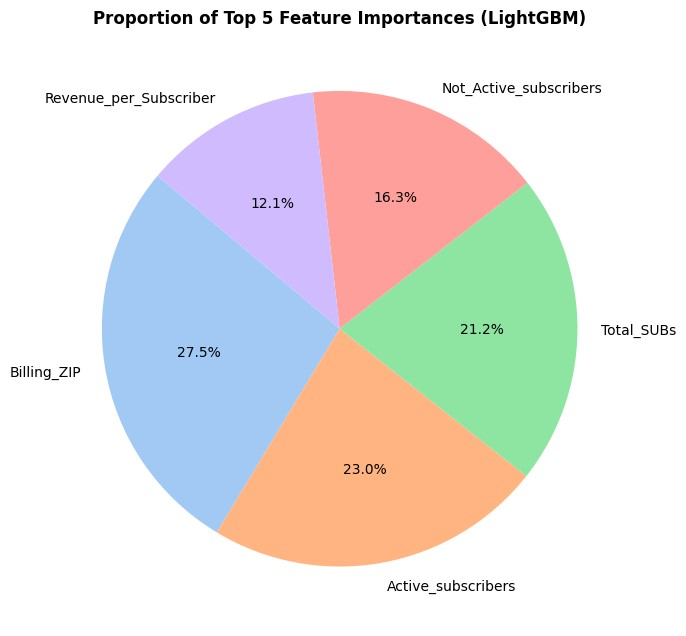 Proportion of Top 5 Feature Importances (LightGBM)
Not_Active_subscribers
Revenue_per_Subscriber
16.3%
12.1%
21.2%
Total_SUBs
27.5%
Billing_ZIP
23.0%
Active_subscribers